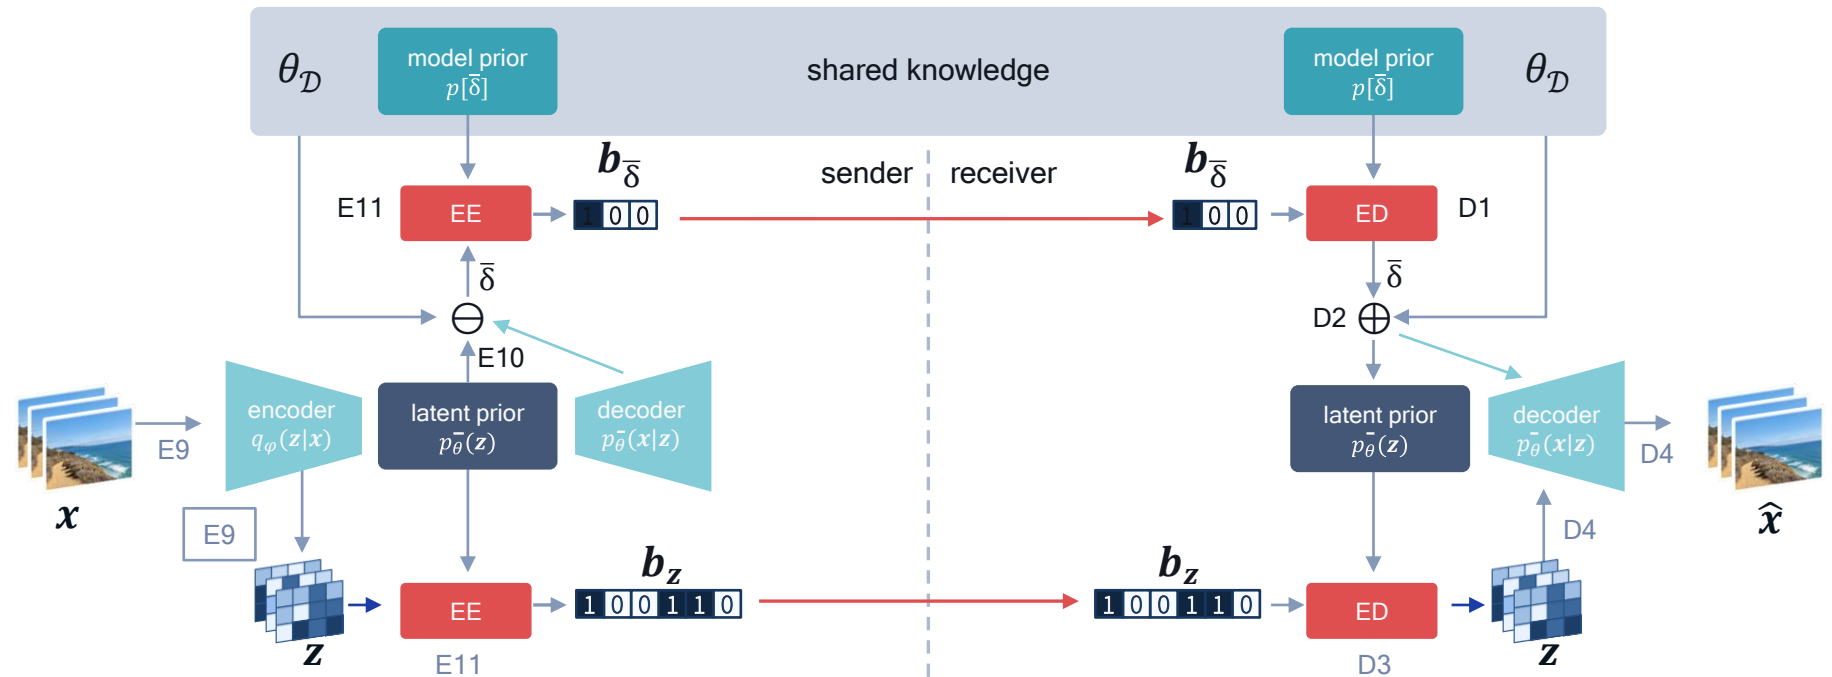 θ_𝒟
model prior
p[δ̄]
shared knowledge
model prior
p[δ̄]
θ_𝒟
b_δ̄
sender
receiver
b_δ̄
E11
EE
1 0 0
1 0 0
ED
D1
δ̄
δ̄
D2
E10
encoder
q_φ(z|x)
latent prior
p_θ̄(z)
decoder
p_θ̄(x|z)
latent prior
p_θ̄(z)
decoder
p_θ̄(x|z)
E9
D4
x
E9
D4
x̂
b_z
b_z
EE
1 0 0 1 1 0
1 0 0 1 1 0
ED
z
E11
D3
z